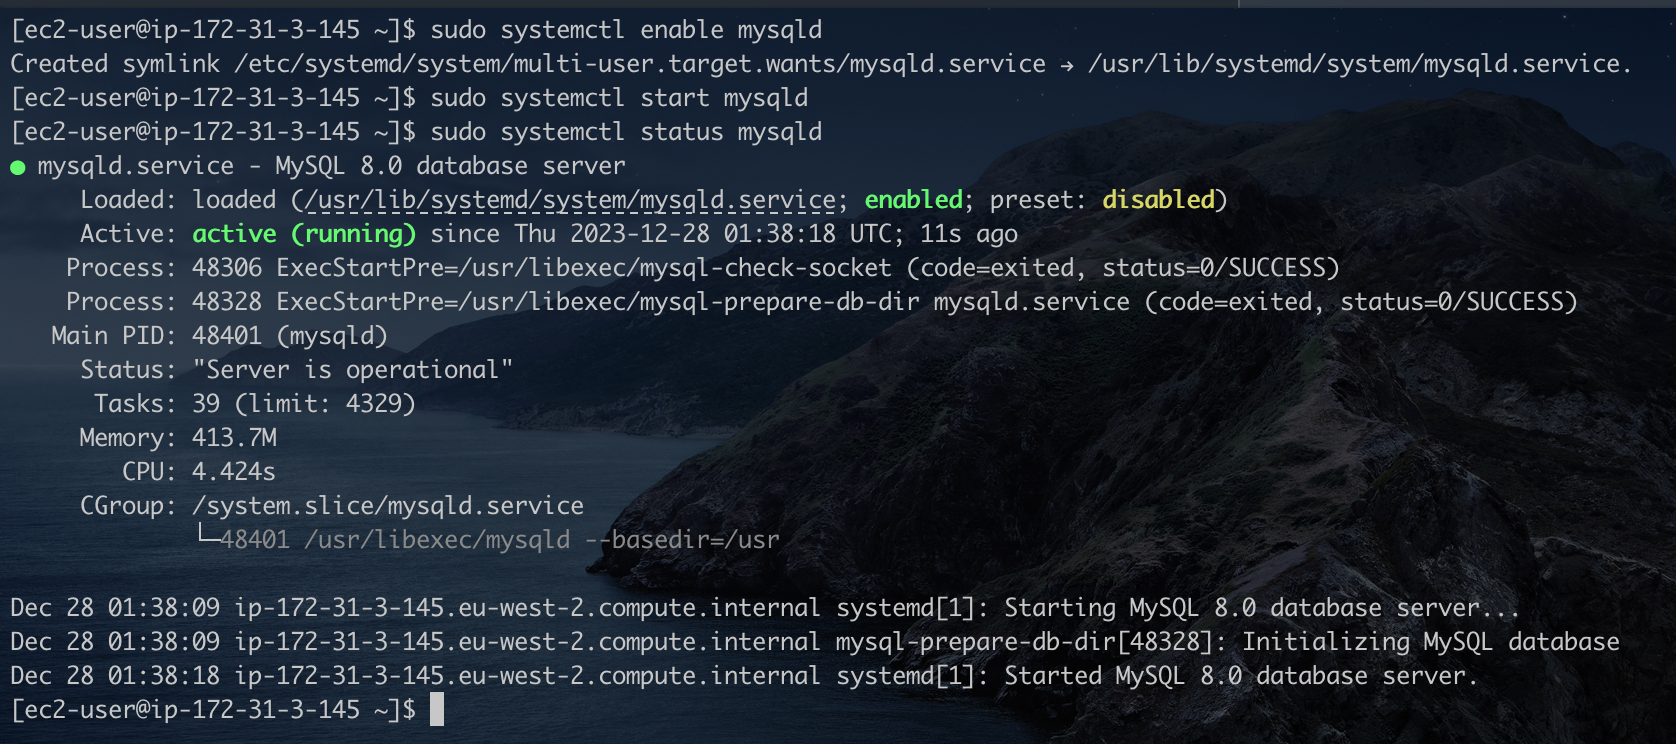 [ec2-user@ip-172-31-3-145 ~]$ sudo systemctl enable mysqld
Created symlink /etc/systemd/system/multi-user.target.wants/mysqld.service → /usr/lib/systemd/system/mysqld.service.
[ec2-user@ip-172-31-3-145 ~]$ sudo systemctl start mysqld
[ec2-user@ip-172-31-3-145 ~]$ sudo systemctl status mysqld
● mysqld.service - MySQL 8.0 database server
     Loaded: loaded (/usr/lib/systemd/system/mysqld.service; enabled; preset: disabled)
     Active: active (running) since Thu 2023-12-28 01:38:18 UTC; 11s ago
    Process: 48306 ExecStartPre=/usr/libexec/mysql-check-socket (code=exited, status=0/SUCCESS)
    Process: 48328 ExecStartPre=/usr/libexec/mysql-prepare-db-dir mysqld.service (code=exited, status=0/SUCCESS)
   Main PID: 48401 (mysqld)
     Status: "Server is operational"
      Tasks: 39 (limit: 4329)
     Memory: 413.7M
        CPU: 4.424s
     CGroup: /system.slice/mysqld.service
             └─48401 /usr/libexec/mysqld --basedir=/usr
Dec 28 01:38:09 ip-172-31-3-145.eu-west-2.compute.internal systemd[1]: Starting MySQL 8.0 database server...
Dec 28 01:38:09 ip-172-31-3-145.eu-west-2.compute.internal mysql-prepare-db-dir[48328]: Initializing MySQL database
Dec 28 01:38:18 ip-172-31-3-145.eu-west-2.compute.internal systemd[1]: Started MySQL 8.0 database server.
[ec2-user@ip-172-31-3-145 ~]$